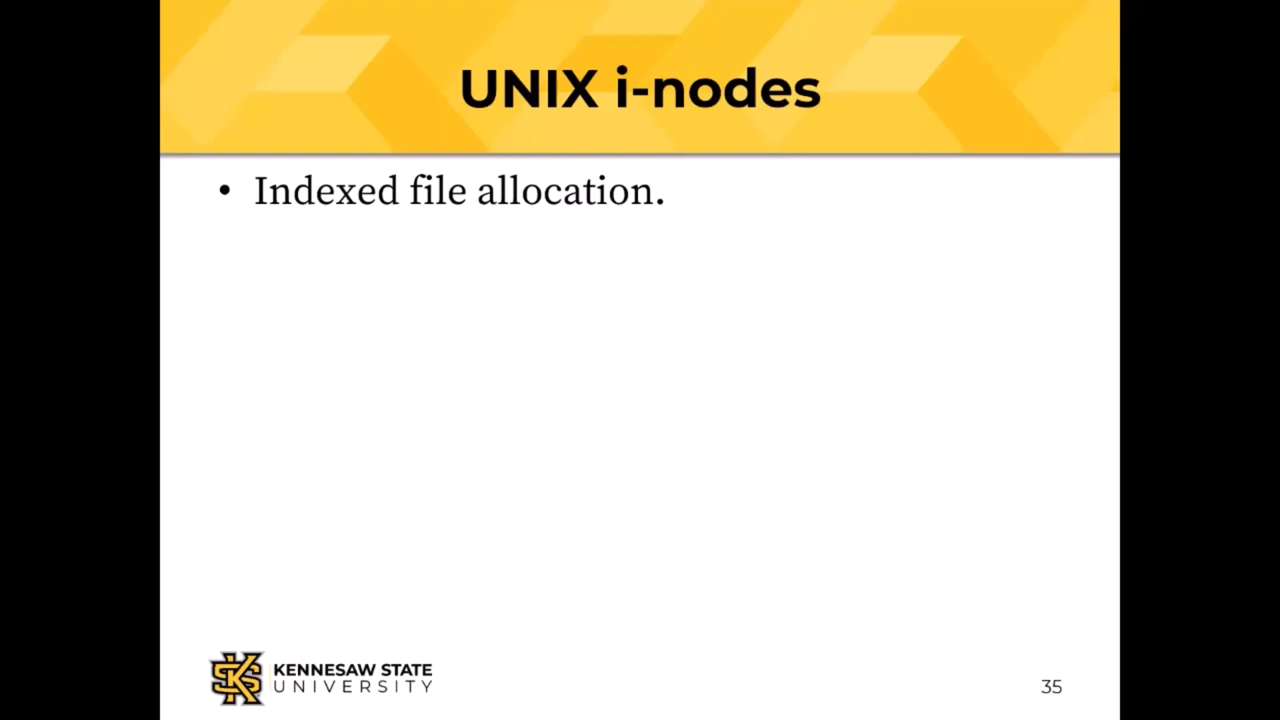 UNIX i-nodes
• Indexed file allocation.
KENNESAW STATE
UNIVERSITY
35